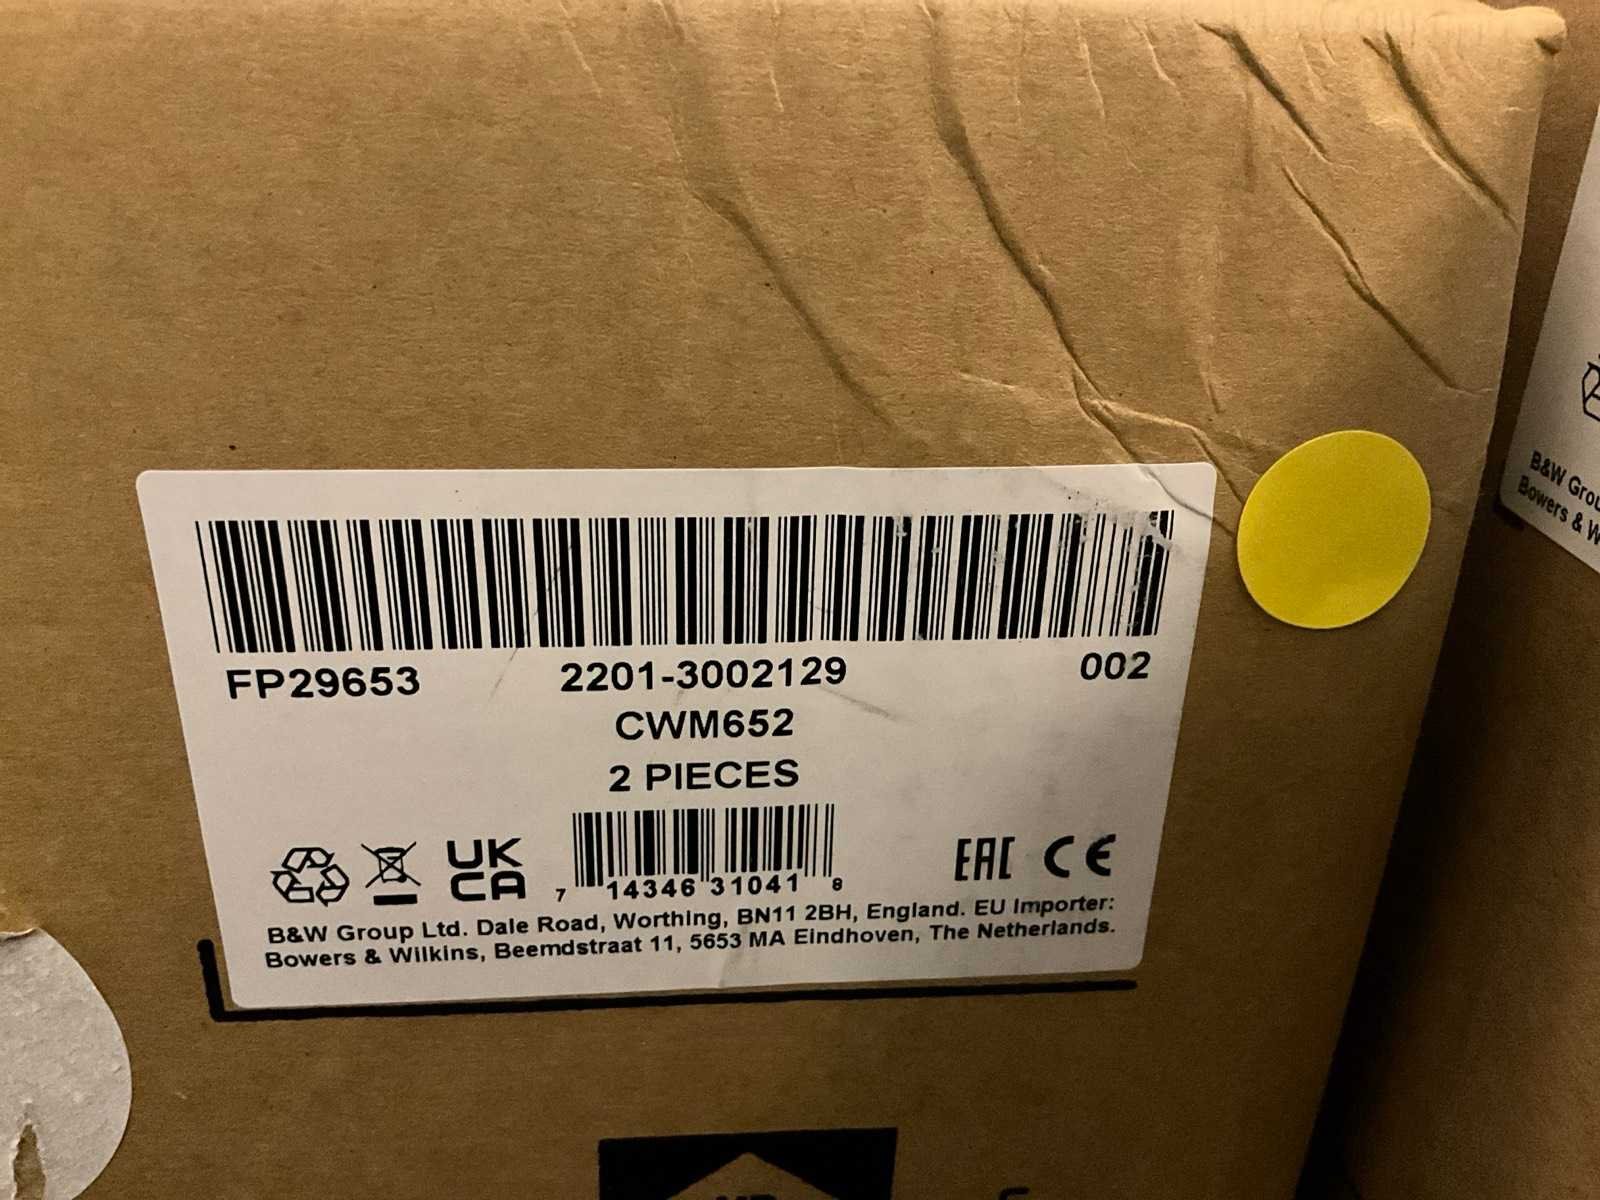 FP29653 2201-3002129 002
CWM652
2 PIECES
UK
CA
EAC CE
7 14346 31041 8
B&W Group Ltd. Dale Road, Worthing, BN11 2BH, England. EU Importer:
Bowers & Wilkins, Beemdstraat 11, 5653 MA Eindhoven, The Netherlands.
B&W
Bowers &